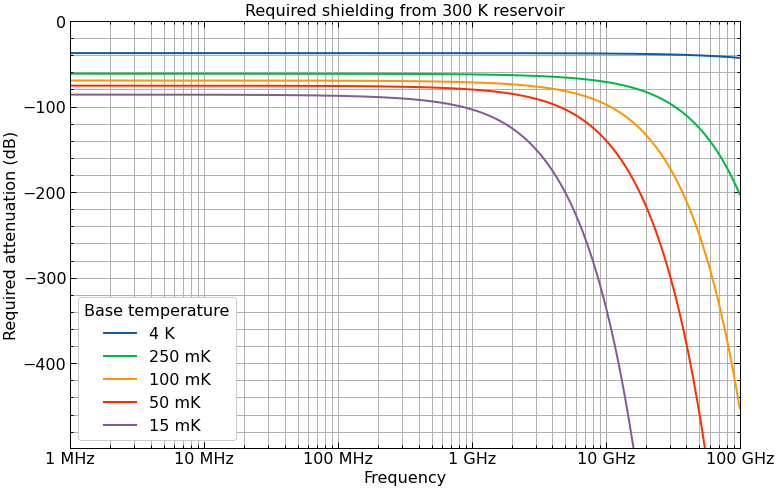 Required shielding from 300 K reservoir
Required attenuation (dB)
0
−100
−200
−300
−400
Base temperature
4 K
250 mK
100 mK
50 mK
15 mK
1 MHz 10 MHz 100 MHz 1 GHz 10 GHz 100 GHz
Frequency